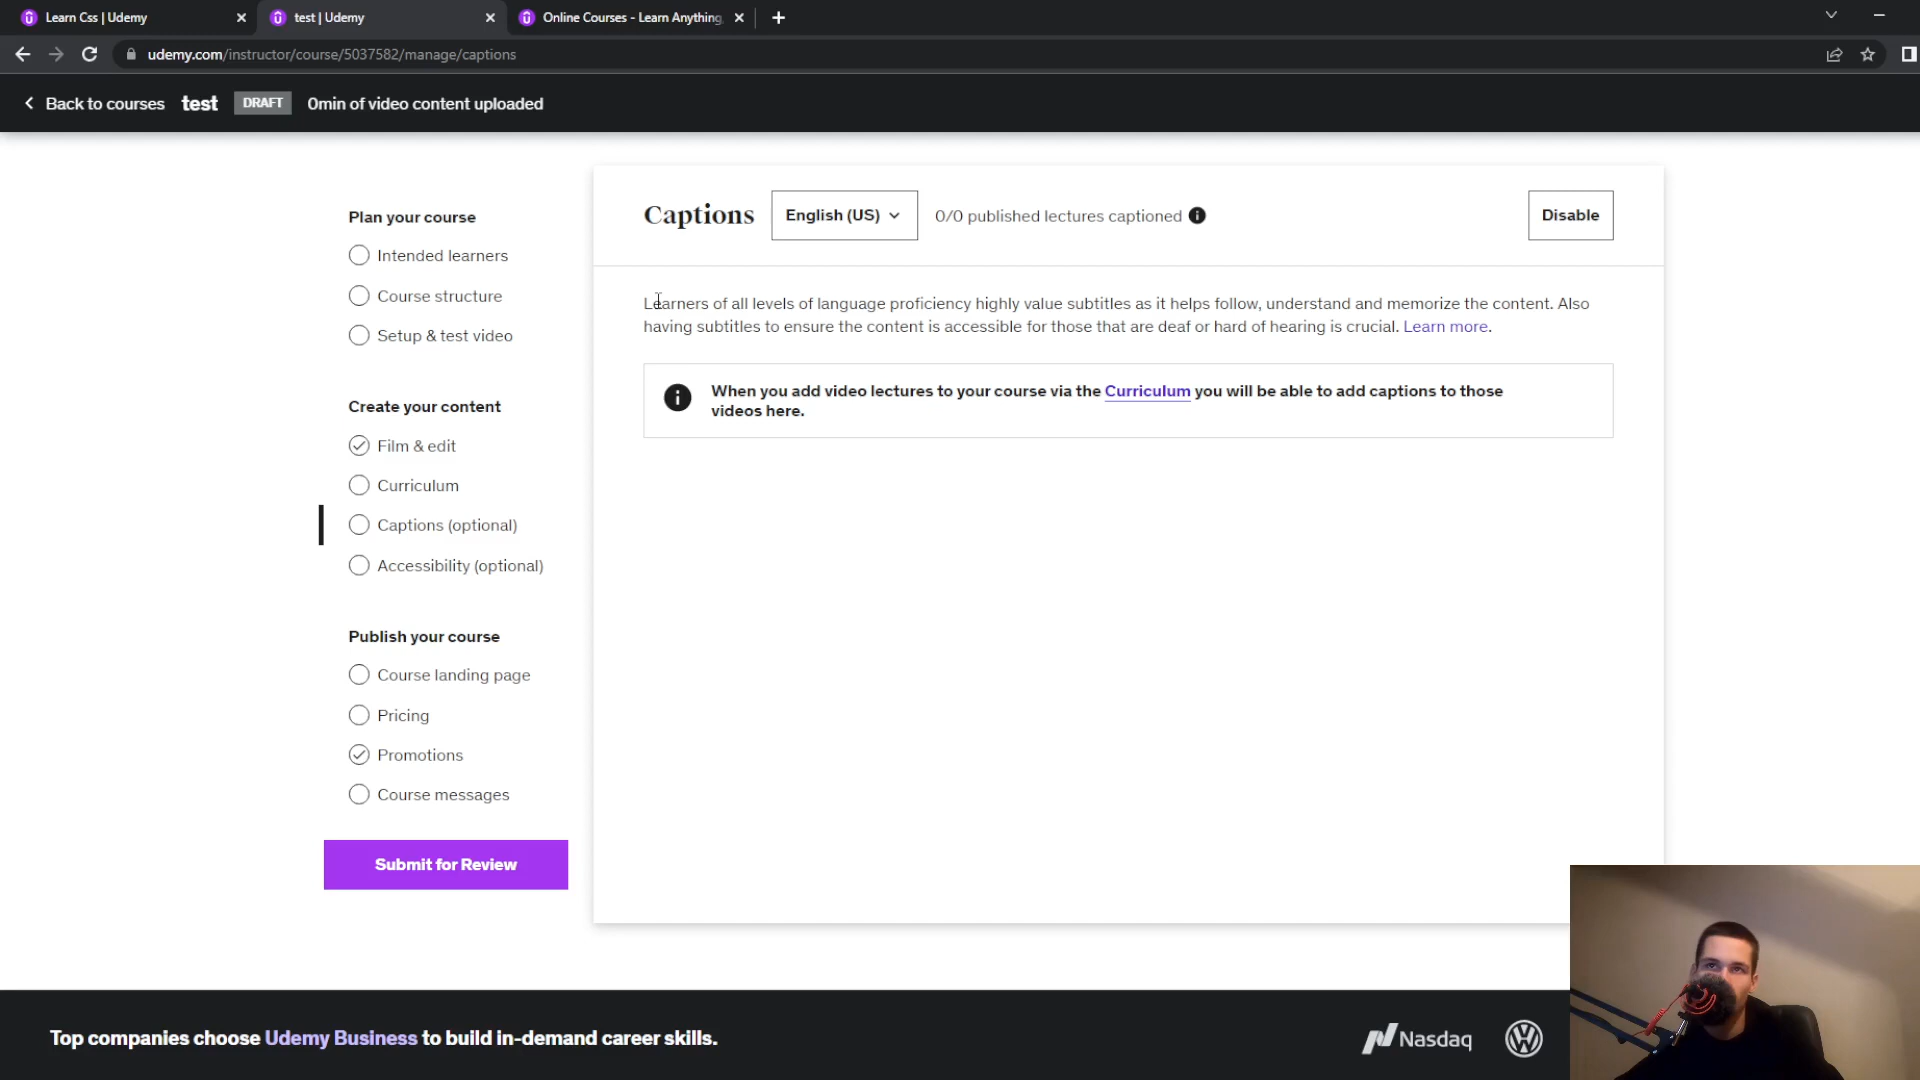 Learn Css | Udemy
test | Udemy
Online Courses - Learn Anything,
udemy.com/instructor/course/5037582/manage/captions
Back to courses test DRAFT 0min of video content uploaded
Plan your course
Intended learners
Course structure
Setup & test video
Create your content
Film & edit
Curriculum
Captions (optional)
Accessibility (optional)
Publish your course
Course landing page
Pricing
Promotions
Course messages
Submit for Review
Captions English (US) 0/0 published lectures captioned Disable
Learners of all levels of language proficiency highly value subtitles as it helps follow, understand and memorize the content. Also
having subtitles to ensure the content is accessible for those that are deaf or hard of hearing is crucial. Learn more.
When you add video lectures to your course via the Curriculum you will be able to add captions to those
videos here.
Top companies choose Udemy Business to build in-demand career skills.
Nasdaq